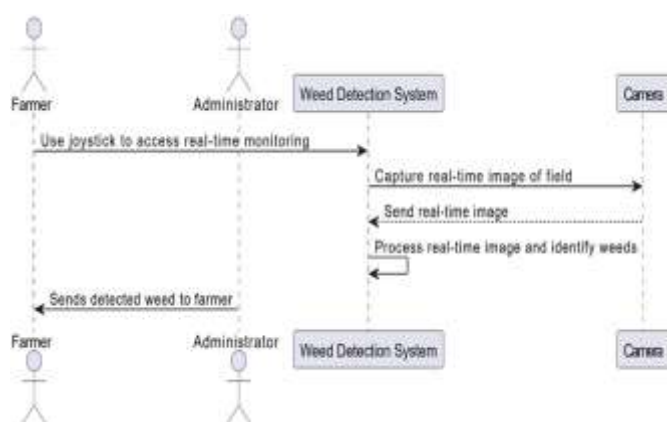 Farmer
Administrator
Weed Detection System
Camera
Use joystick to access real-time monitoring
Capture real-time image of field
Send real-time image
Process real-time image and identify weeds
Sends detected weed to farmer
Farmer
Administrator
Weed Detection System
Camera